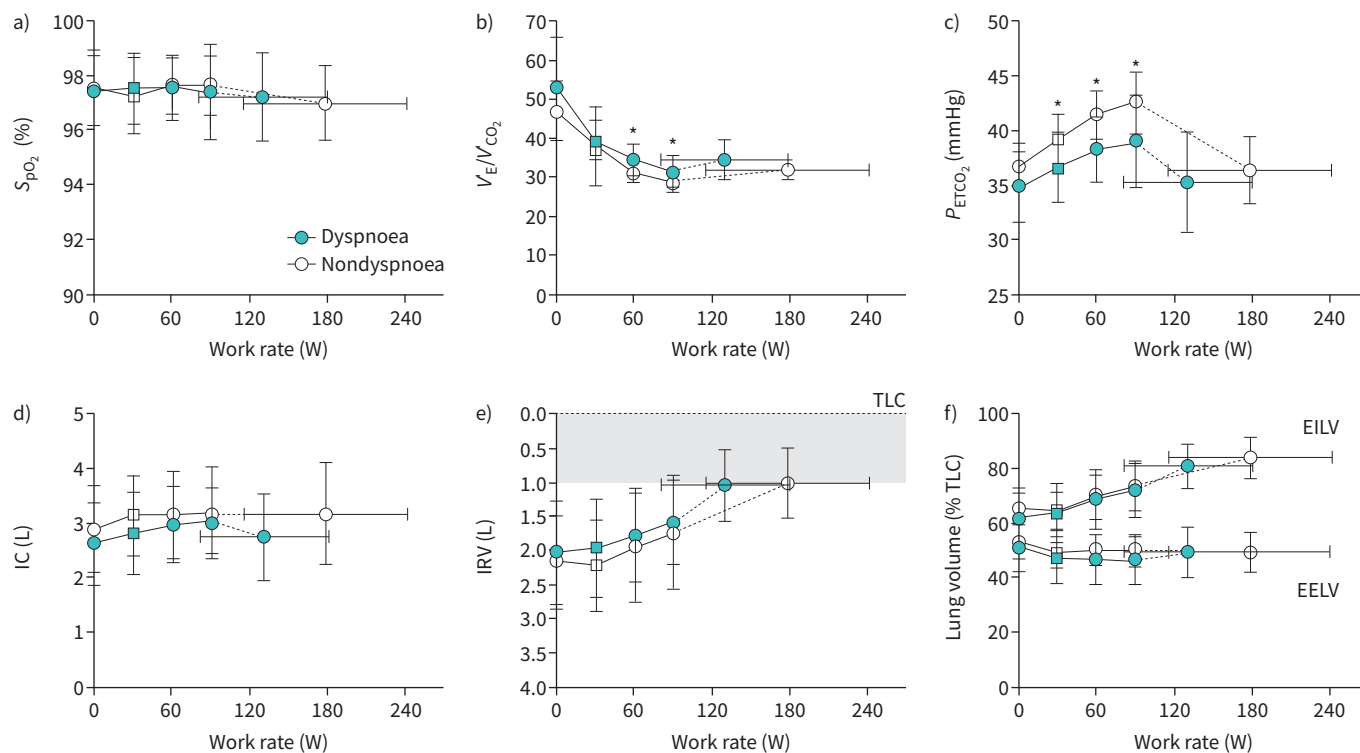 a)
100
98
96
94
92
90
SpO2 (%)
Dyspnoea
Nondyspnoea
0 60 120 180 240
Work rate (W)
b)
70
60
50
40
30
20
10
0
V′E/V′CO2
* *
0 60 120 180 240
Work rate (W)
c)
50
45
40
35
30
25
PETCO2 (mmHg)
* * *
0 60 120 180 240
Work rate (W)
d)
5
4
3
2
1
0
IC (L)
0 60 120 180 240
Work rate (W)
e)
TLC
0.0
0.5
1.0
1.5
2.0
2.5
3.0
3.5
4.0
IRV (L)
0 60 120 180 240
Work rate (W)
f)
100
80
60
40
20
0
Lung volume (% TLC)
EILV
EELV
0 60 120 180 240
Work rate (W)